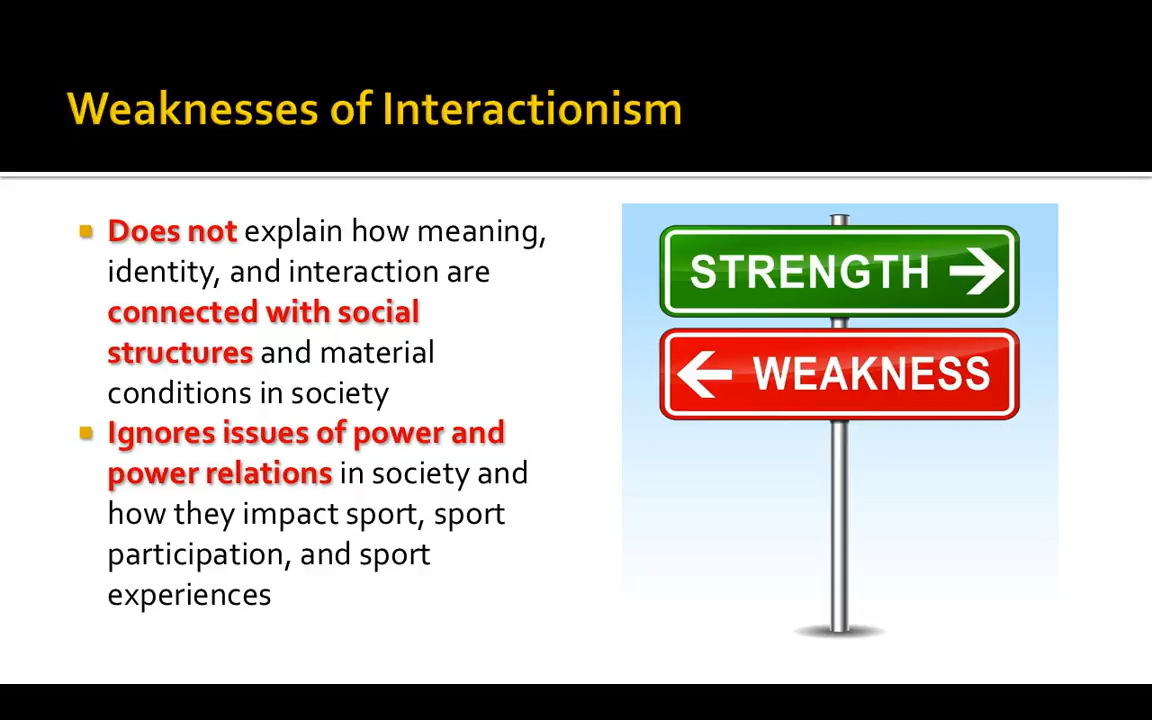 Weaknesses of Interactionism
Does not explain how meaning,
identity, and interaction are
connected with social
structures and material
conditions in society
Ignores issues of power and
power relations in society and
how they impact sport, sport
participation, and sport
experiences
STRENGTH
WEAKNESS